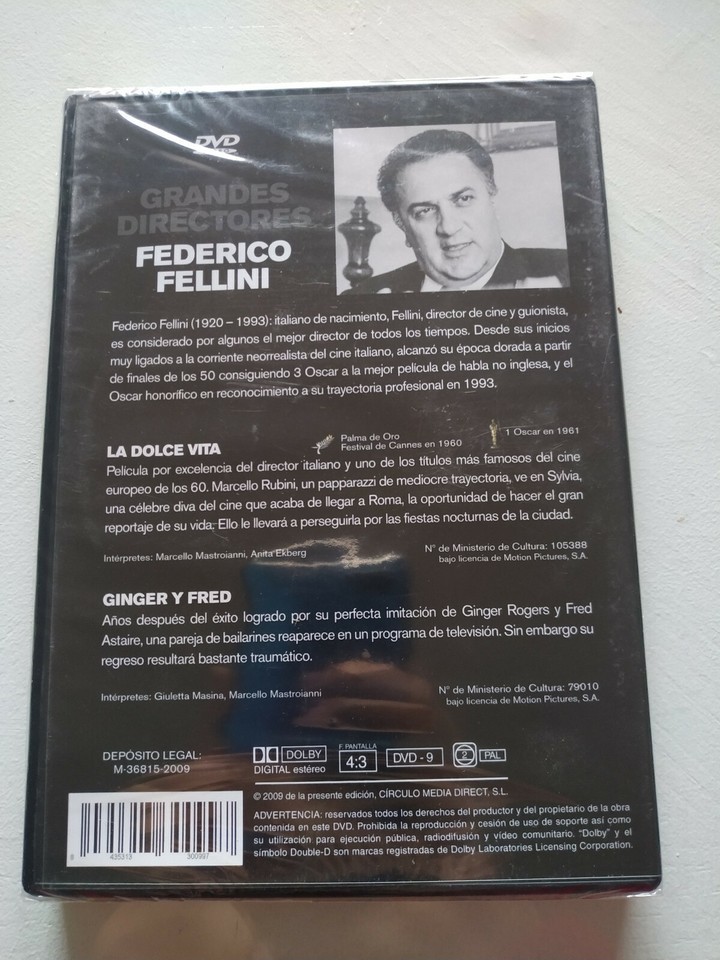 DVD
GRANDES
DIRECTORES
FEDERICO
FELLINI
Federico Fellini (1920 – 1993): italiano de nacimiento, Fellini, director de cine y guionista,
es considerado por algunos el mejor director de todos los tiempos. Desde sus inicios
muy ligados a la corriente neorrealista del cine italiano, alcanzó su época dorada a partir
de finales de los 50 consiguiendo 3 Oscar a la mejor película de habla no inglesa, y el
Oscar honorífico en reconocimiento a su trayectoria profesional en 1993.
LA DOLCE VITA
Palma de Oro
Festival de Cannes en 1960
1 Oscar en 1961
Película por excelencia del director italiano y uno de los títulos más famosos del cine
europeo de los 60. Marcello Rubini, un papparazzi de mediocre trayectoria, ve en Sylvia,
una célebre diva del cine que acaba de llegar a Roma, la oportunidad de hacer el gran
reportaje de su vida. Ello le llevará a perseguirla por las fiestas nocturnas de la ciudad.
Intérpretes: Marcello Mastroianni, Anita Ekberg
N° de Ministerio de Cultura: 105388
bajo licencia de Motion Pictures, S.A.
GINGER Y FRED
Años después del éxito logrado por su perfecta imitación de Ginger Rogers y Fred
Astaire, una pareja de bailarines reaparece en un programa de televisión. Sin embargo su
regreso resultará bastante traumático.
Intérpretes: Giuletta Masina, Marcello Mastroianni
N° de Ministerio de Cultura: 79010
bajo licencia de Motion Pictures, S.A.
DEPÓSITO LEGAL:
M-36815-2009
DOLBY
DIGITAL estéreo
F. PANTALLA
4:3
DVD - 9
2
PAL
© 2009 de la presente edición, CÍRCULO MEDIA DIRECT, S.L.
ADVERTENCIA: reservados todos los derechos del productor y del propietario de la obra
contenida en este DVD. Prohibida la reproducción y cesión de uso de soporte así como
su utilización para ejecución pública, radiodifusión y vídeo comunitario. "Dolby" y el
símbolo Double-D son marcas registradas de Dolby Laboratories Licensing Corporation.
8 435313 300997